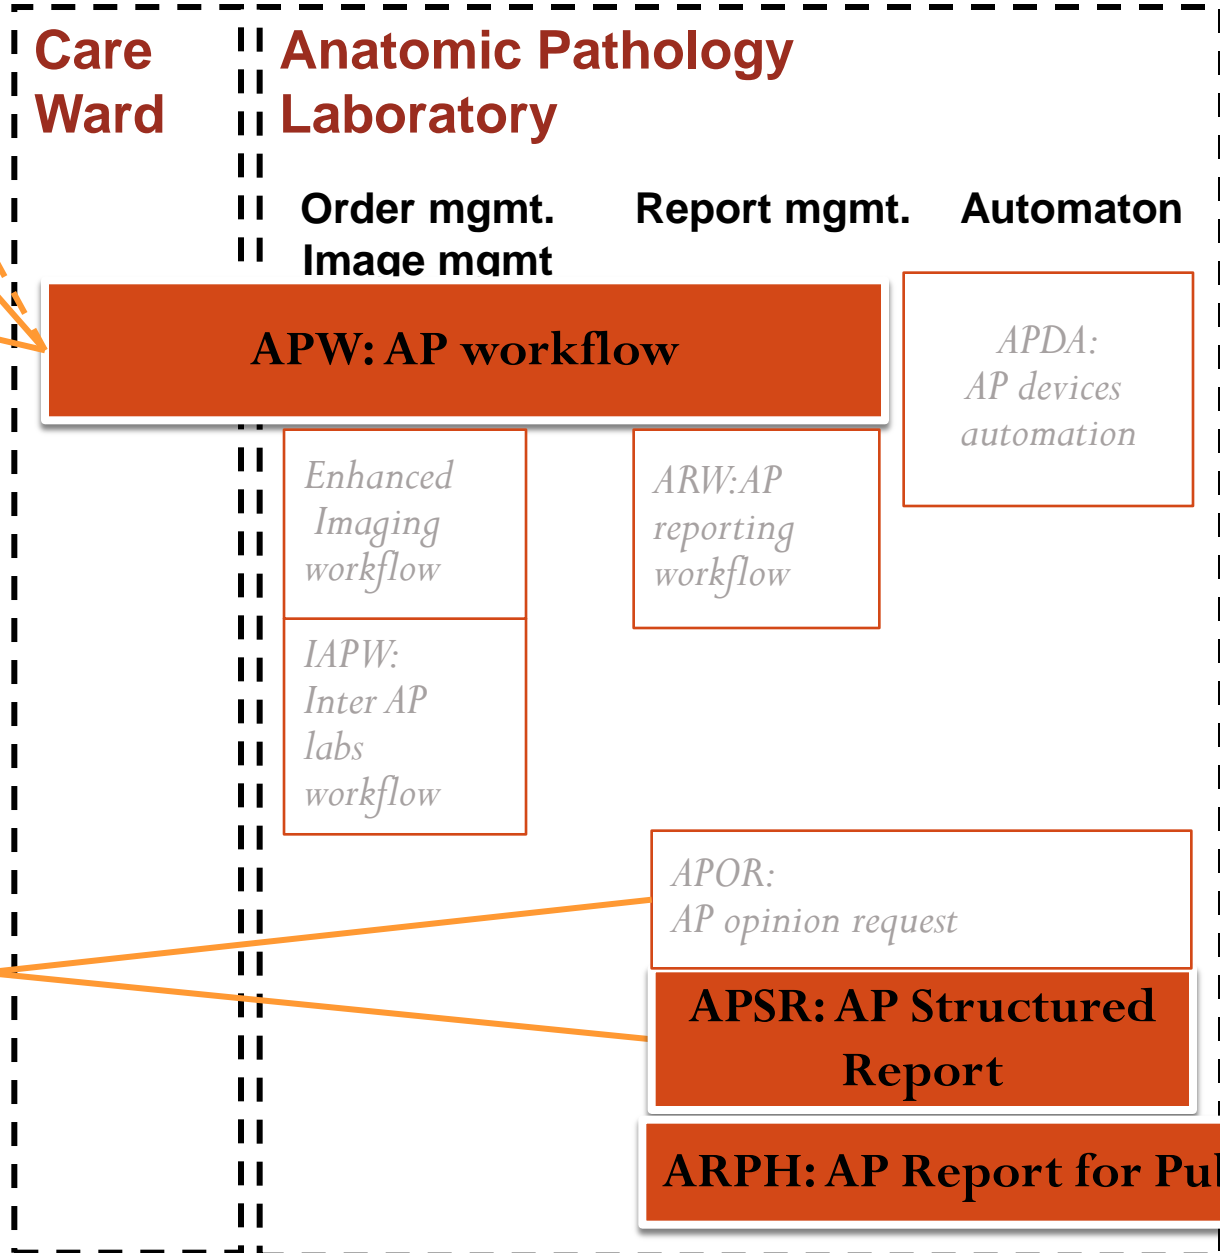 Care
Ward
Anatomic Pathology
Laboratory
Order mgmt.
Image mgmt
Report mgmt.
Automaton
APW: AP workflow
APDA:
AP devices
automation
Enhanced
Imaging
workflow
ARW:AP
reporting
workflow
IAPW:
Inter AP
labs
workflow
APOR:
AP opinion request
APSR: AP Structured
Report
ARPH: AP Report for Pu